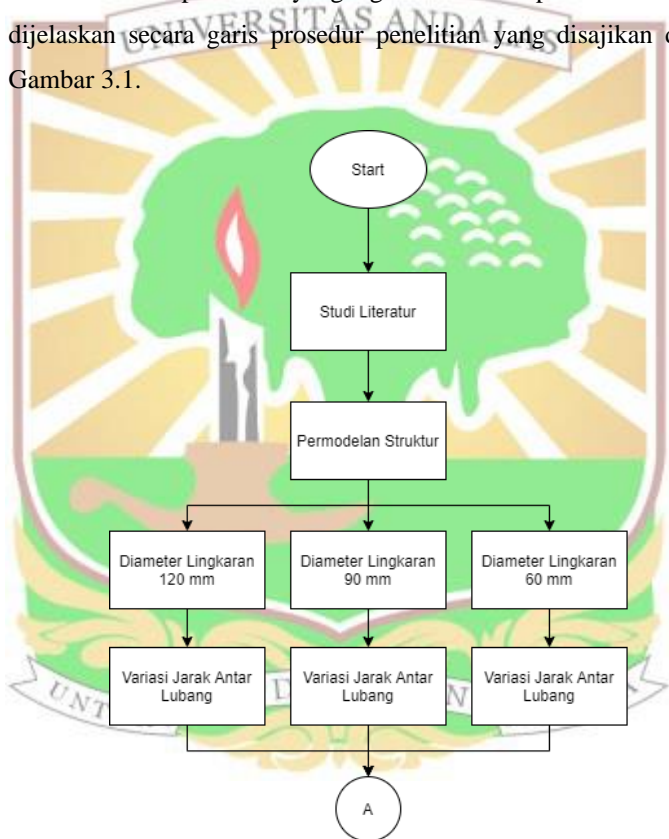 yang
UNIVERSITAS ANDALAS
dijelaskan secara garis prosedur penelitian yang disajikan
Gambar 3.1.
Start
Studi Literatur
Permodelan Struktur
Diameter Lingkaran
120 mm
Diameter Lingkaran
90 mm
Diameter Lingkaran
60 mm
Variasi Jarak Antar
Lubang
Variasi Jarak Antar
Lubang
Variasi Jarak Antar
Lubang
A